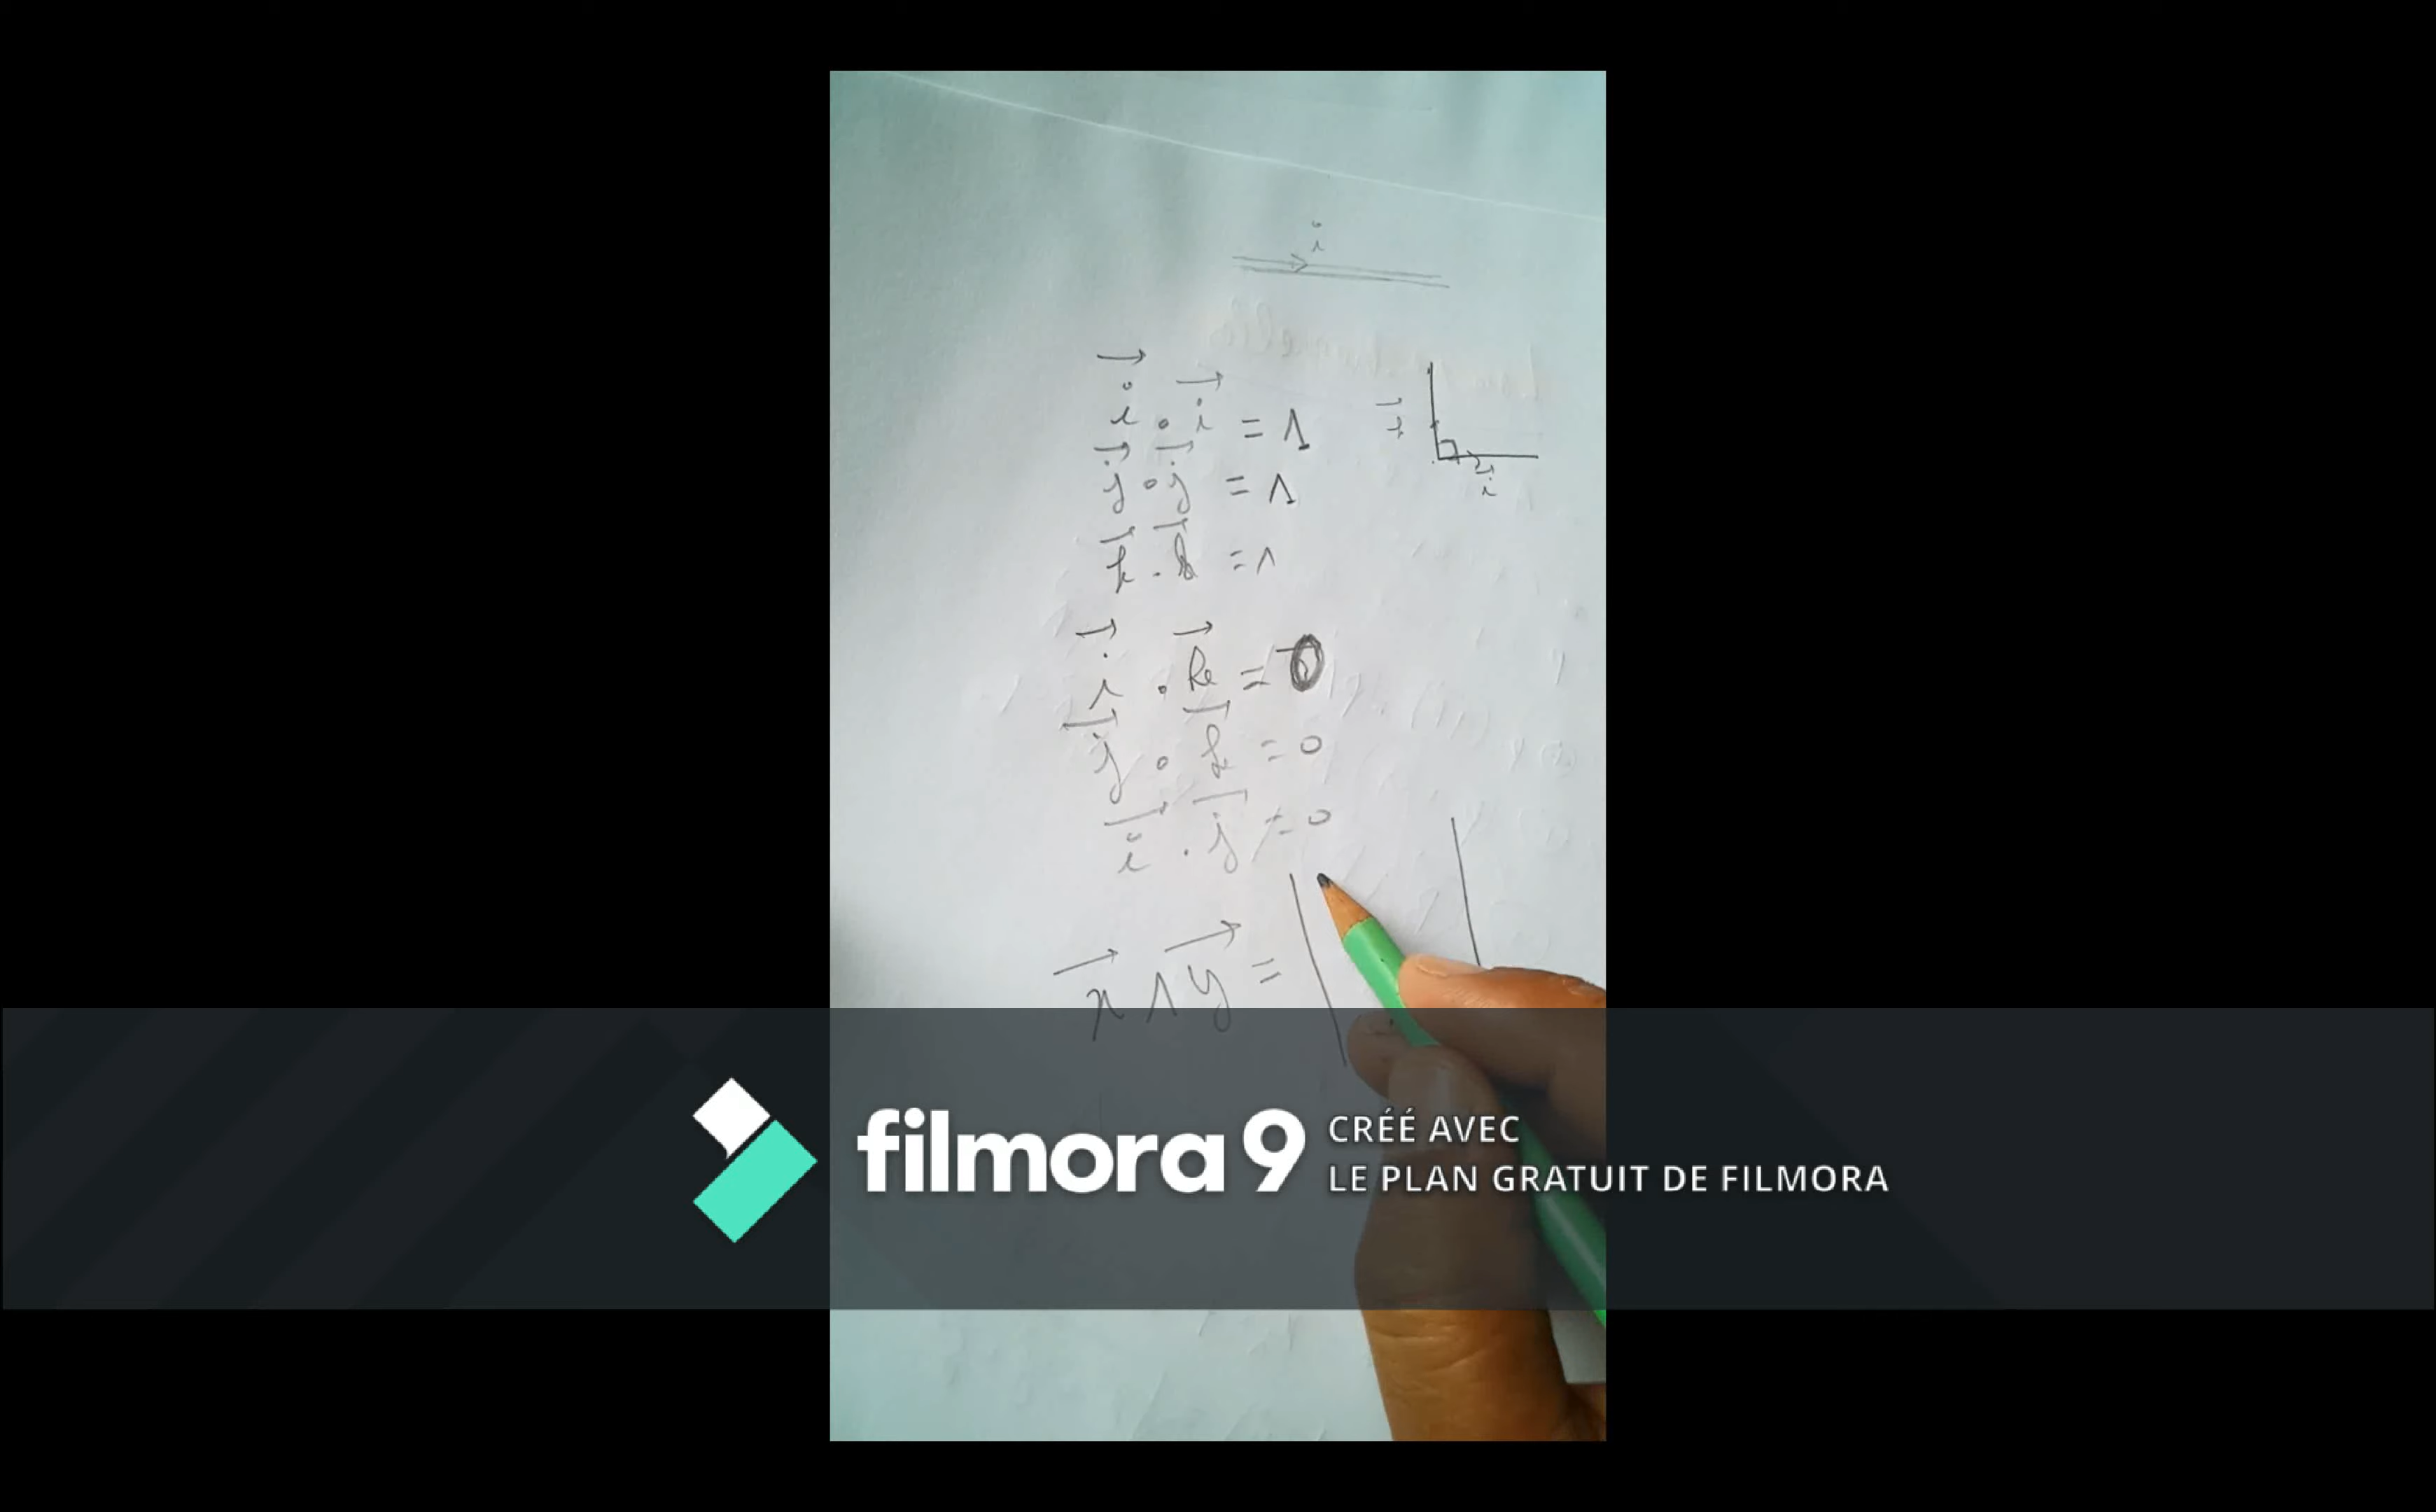 i
i⃗ . i⃗ = 1
j⃗ . j⃗ = 1
k⃗ . k⃗ = 1
k⃗
i⃗
i⃗ . k⃗ = 0
j⃗ . k⃗ = 0
i⃗ . j⃗ = 0
x⃗ ∧ y⃗ =
filmora 9
CRÉÉ AVEC
LE PLAN GRATUIT DE FILMORA